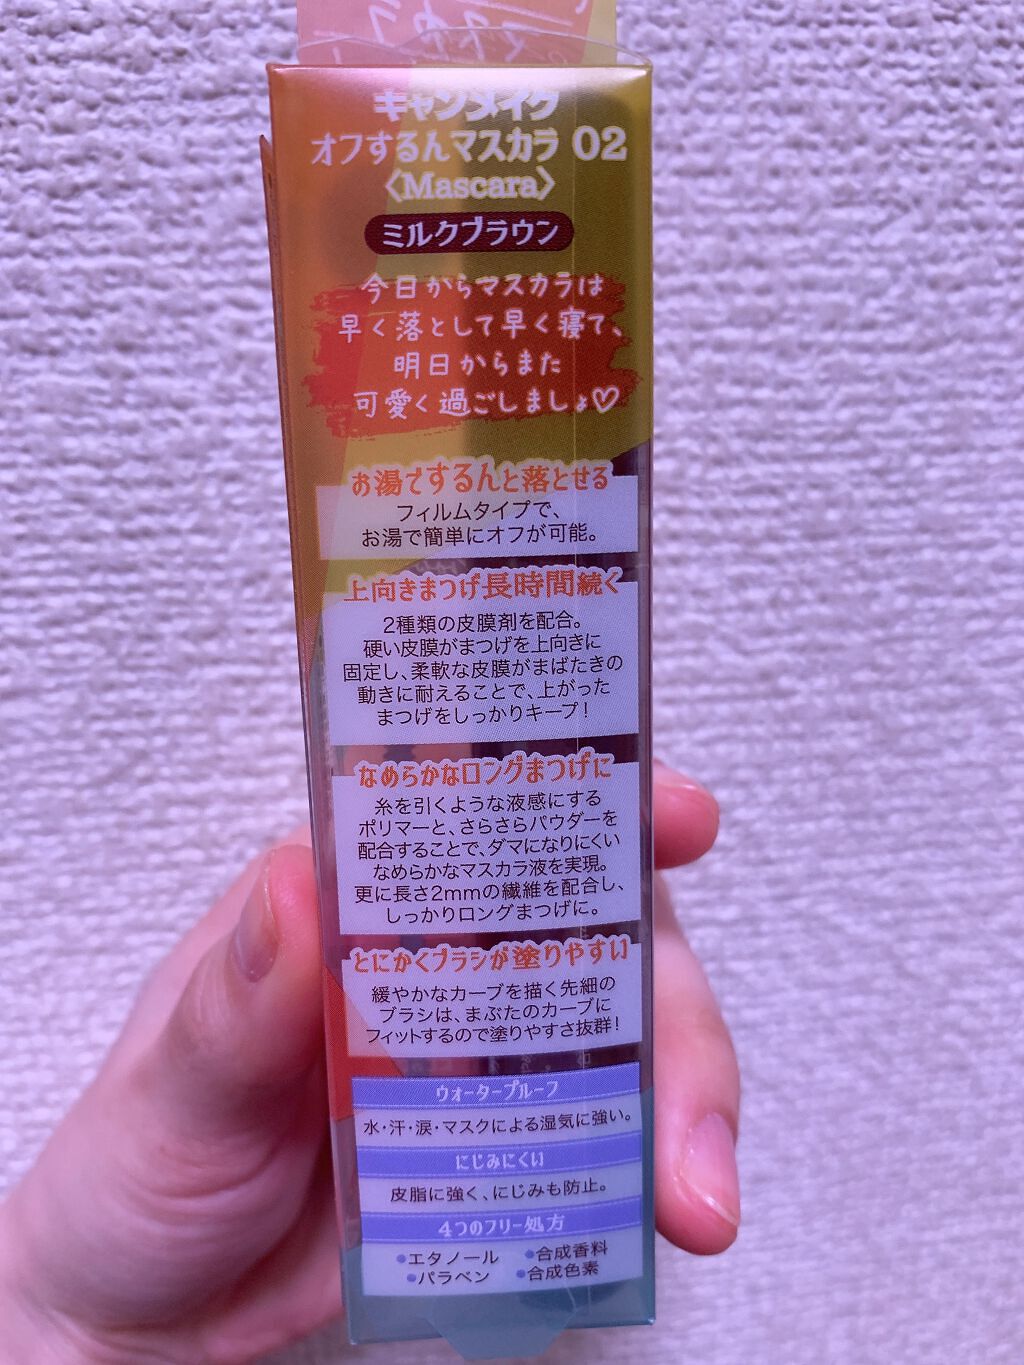 キャンメイク
オフするんマスカラ 02
〈Mascara〉
ミルクブラウン
今日からマスカラは
早く落として早く寝て、
明日からまた
可愛く過ごしましょ♡
お湯でするんと落とせる
フィルムタイプで、
お湯で簡単にオフが可能。
上向きまつげ長時間続く
2種類の皮膜剤を配合。
硬い皮膜がまつげを上向きに
固定し、柔軟な皮膜がまばたきの
動きに耐えることで、上がった
まつげをしっかりキープ！
なめらかなロングまつげに
糸を引くような液感にする
ポリマーと、さらさらパウダーを
配合することで、ダマになりにくい
なめらかなマスカラ液を実現。
更に長さ2mmの繊維を配合し、
しっかりロングまつげに。
とにかくブラシが塗りやすい
緩やかなカーブを描く先細の
ブラシは、まぶたのカーブに
フィットするので塗りやすさ抜群！
ウォータープルーフ
水・汗・涙・マスクによる湿気に強い。
にじみにくい
皮脂に強く、にじみも防止。
4つのフリー処方
●エタノール ●合成香料
●パラベン ●合成色素